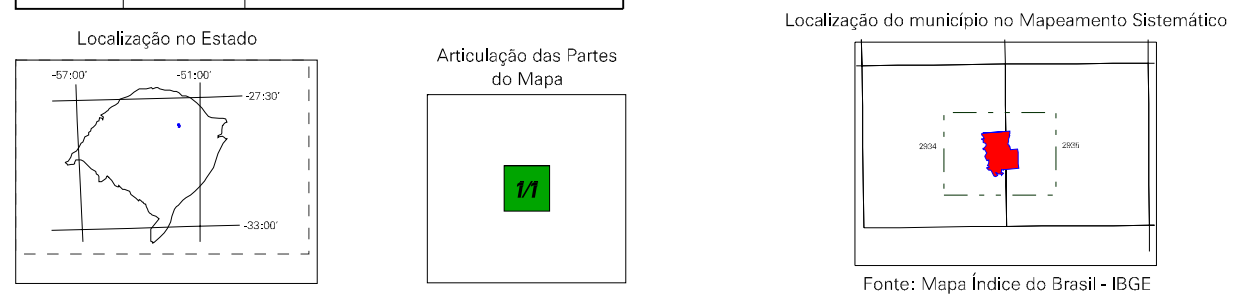 Localização no Estado
-57:00'
-51:00'
-27:30'
-33:00'
Articulação das Partes
do Mapa
1/1
Localização do município no Mapeamento Sistemático
2934
2935
Fonte: Mapa Índice do Brasil - IBGE